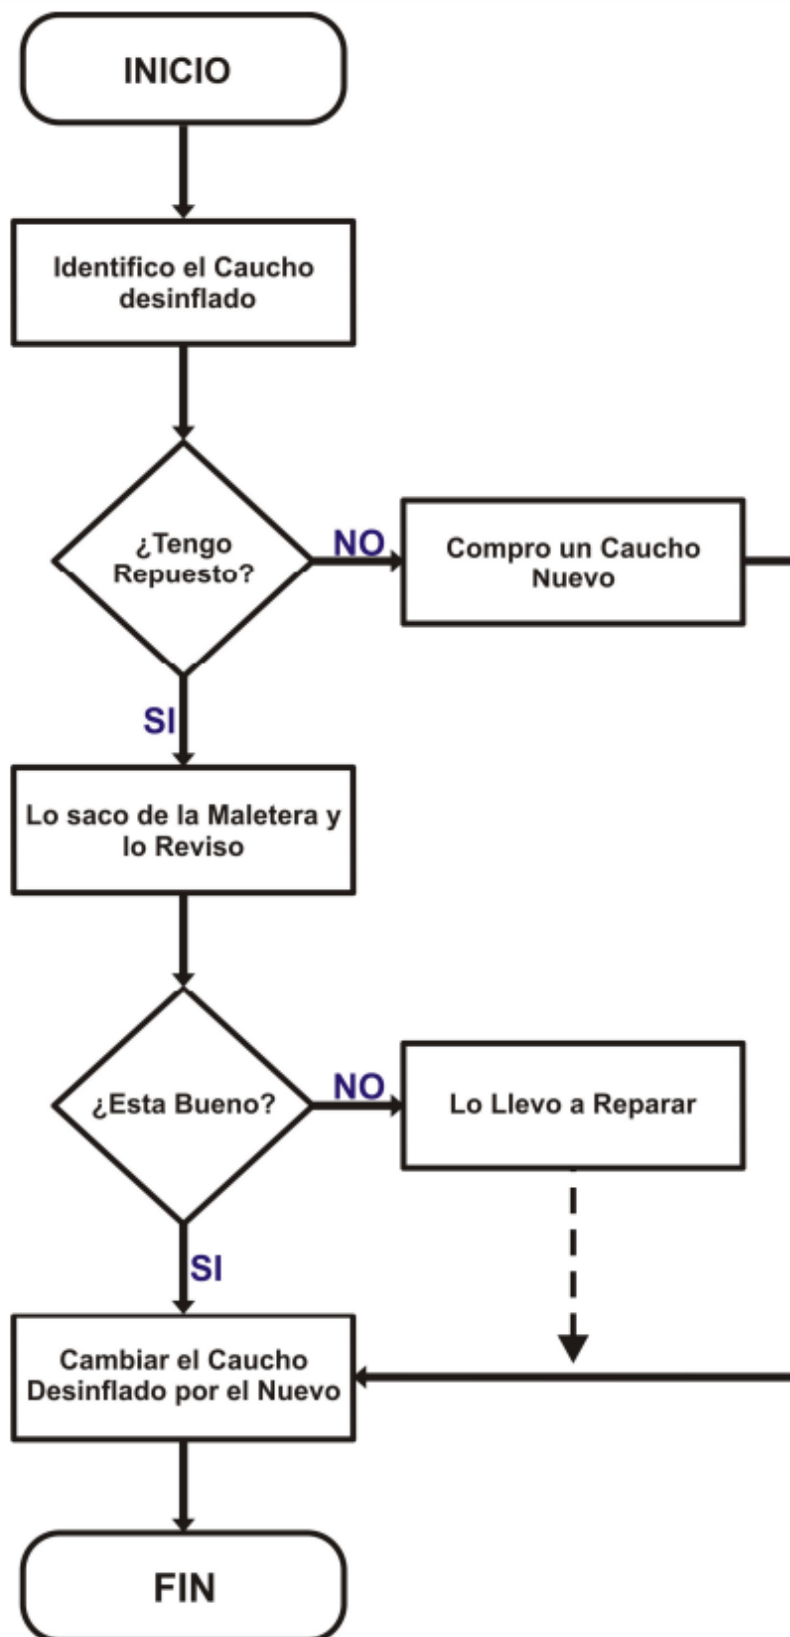 INICIO
Identifico el Caucho
desinflado
¿Tengo
Repuesto?
NO
Compro un Caucho
Nuevo
SI
Lo saco de la Maletera y
lo Reviso
¿Esta Bueno?
NO
Lo Llevo a Reparar
SI
Cambiar el Caucho
Desinflado por el Nuevo
FIN